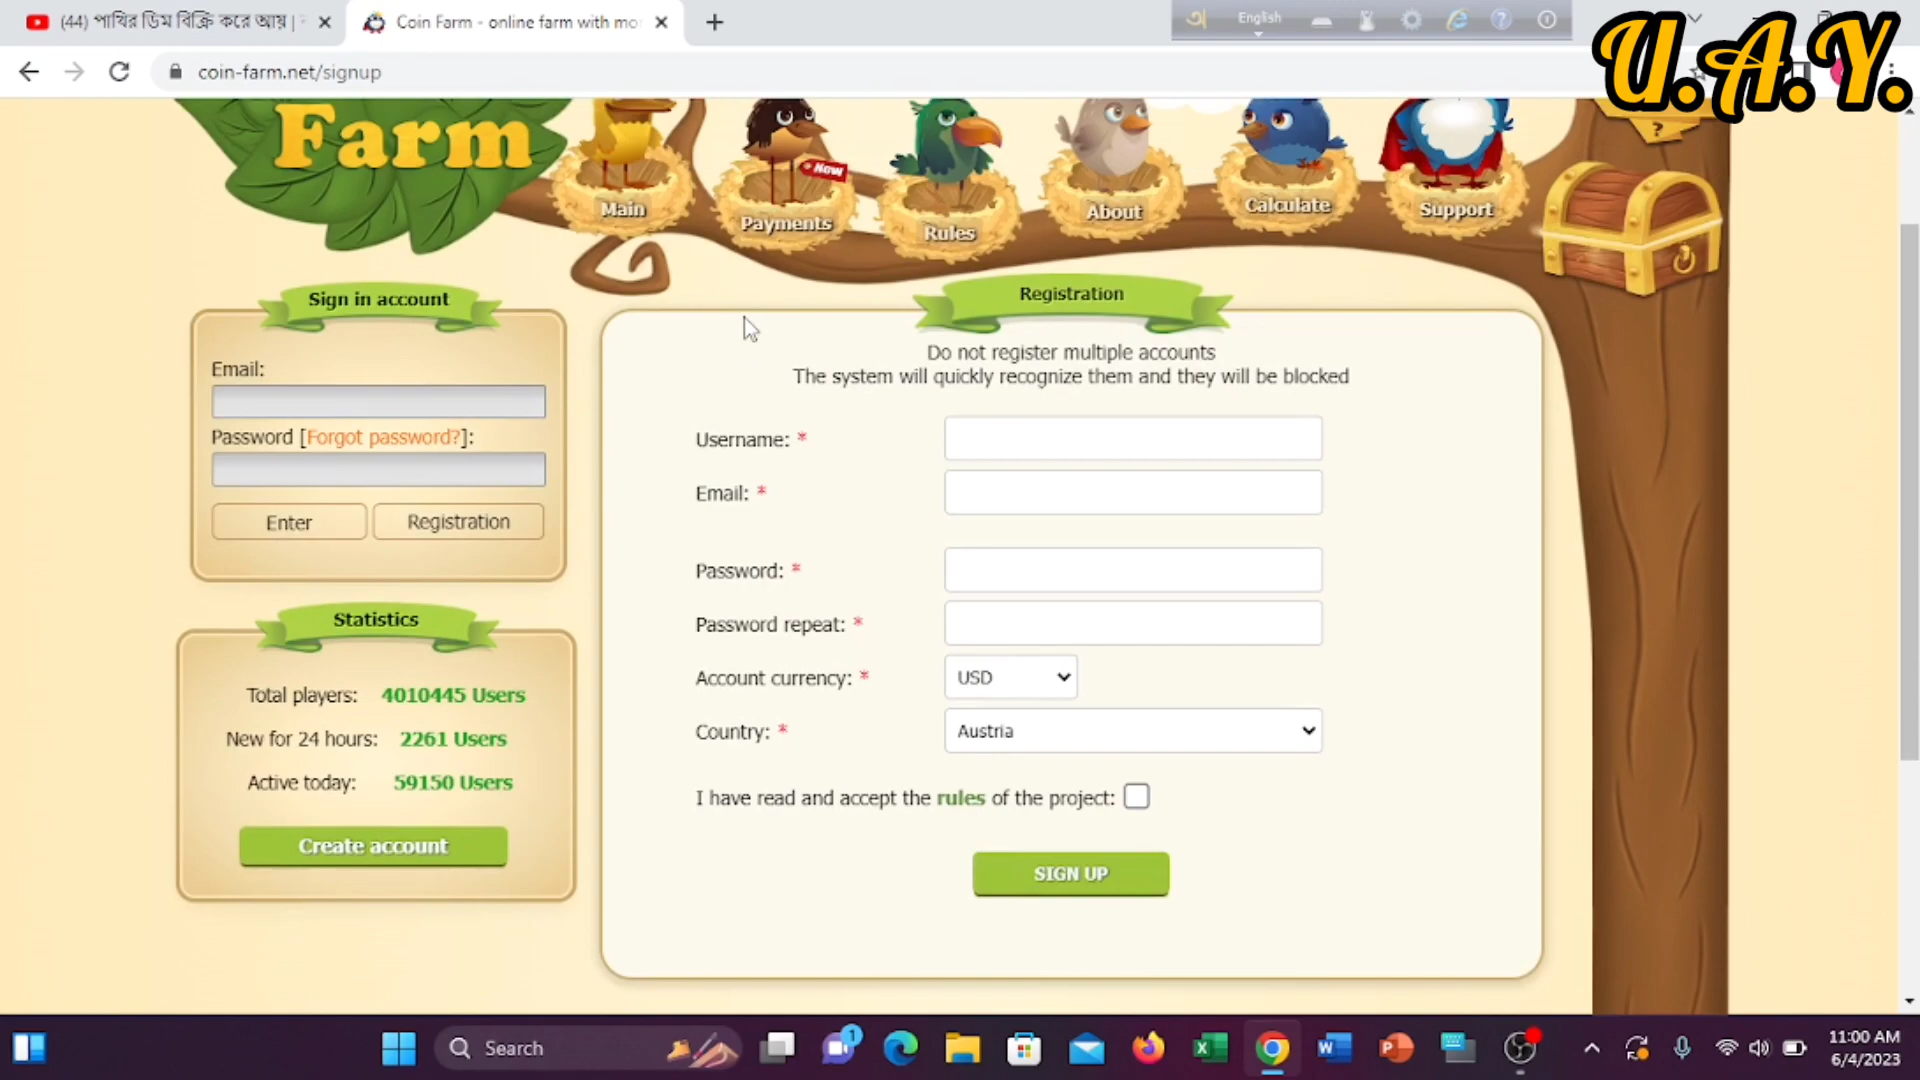 (44) পাখির ডিম বিক্রি করে আয় |
Coin Farm - online farm with mo
English
U.A.Y.
coin-farm.net/signup
Farm
Main
Payments
New
Rules
About
Calculate
Support
?
Sign in account
Email:
Password [Forgot password?]:
Enter
Registration
Statistics
Total players: 4010445 Users
New for 24 hours: 2261 Users
Active today: 59150 Users
Create account
Registration
Do not register multiple accounts
The system will quickly recognize them and they will be blocked
Username: *
Email: *
Password: *
Password repeat: *
Account currency: * USD
Country: * Austria
I have read and accept the rules of the project:
SIGN UP
Search
1
11:00 AM
6/4/2023